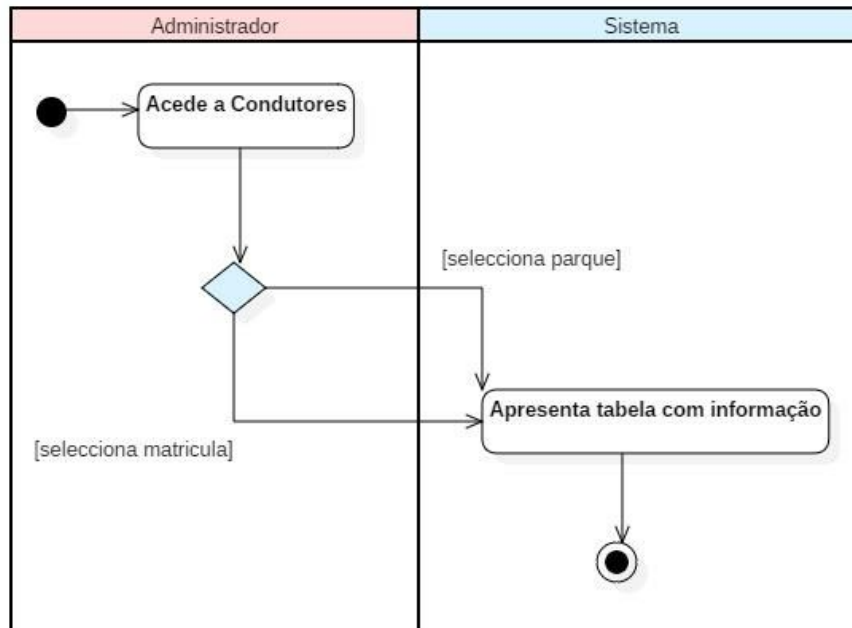 Administrador
Sistema
Acede a Condutores
[selecciona parque]
Apresenta tabela com informação
[selecciona matricula]